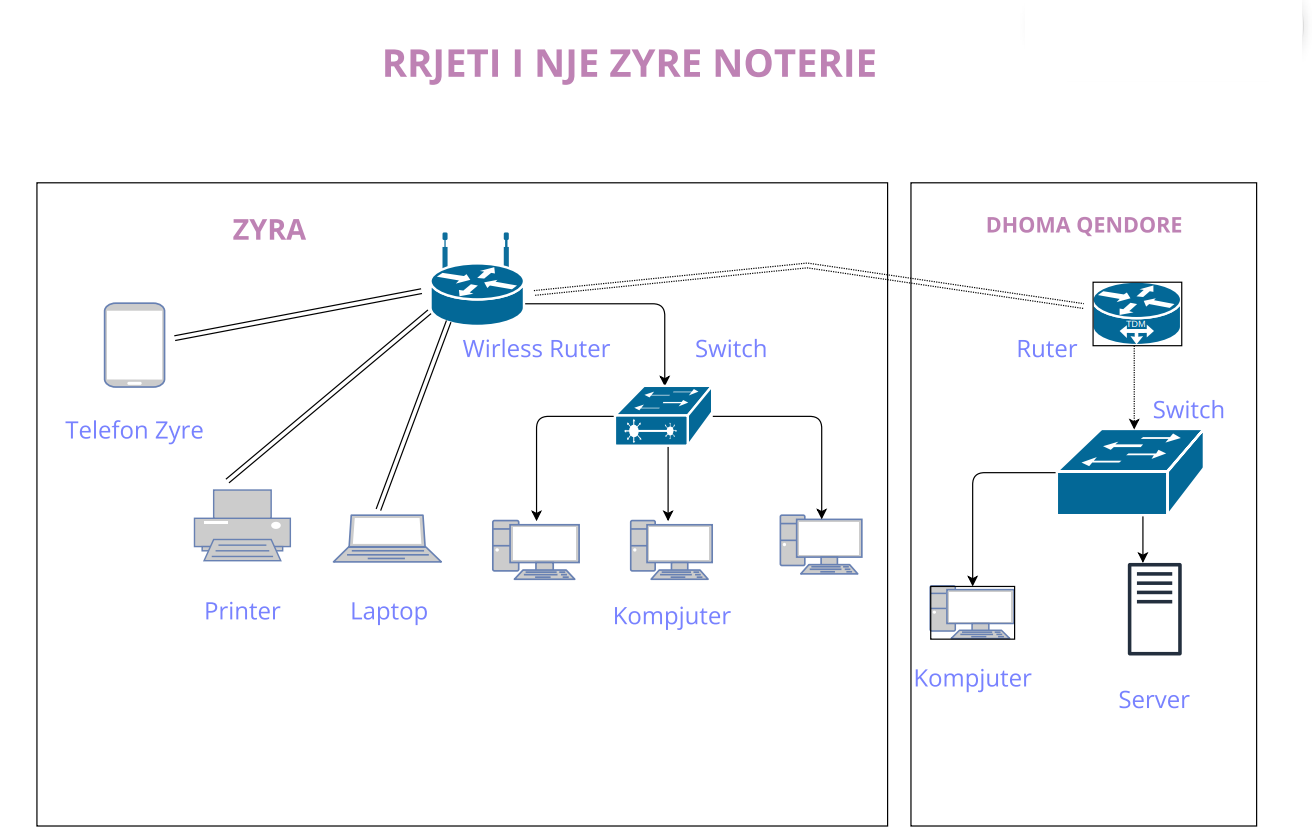 RRJETI I NJE ZYRE NOTERIE
ZYRA
DHOMA QENDORE
Wirless Ruter
Switch
Ruter
TDM
Switch
Telefon Zyre
Printer
Laptop
Kompjuter
Kompjuter
Server